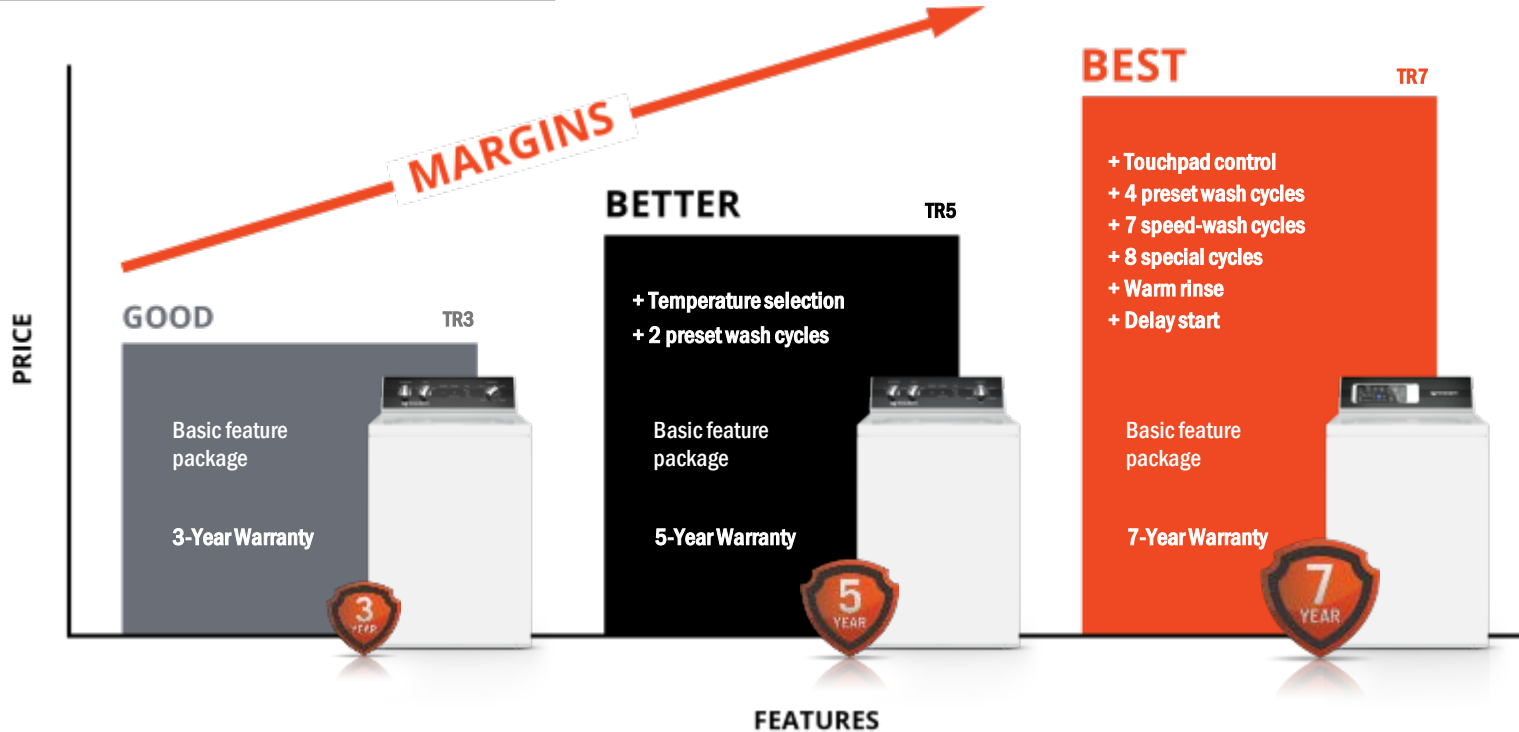 MARGINS
BEST
TR7
+ Touchpad control
+ 4 preset wash cycles
+ 7 speed-wash cycles
+ 8 special cycles
+ Warm rinse
+ Delay start
BETTER
TR5
+ Temperature selection
+ 2 preset wash cycles
GOOD
TR3
PRICE
Basic feature
package
3-Year Warranty
3
YEAR
Basic feature
package
5-Year Warranty
5
YEAR
Basic feature
package
7-Year Warranty
7
YEAR
FEATURES